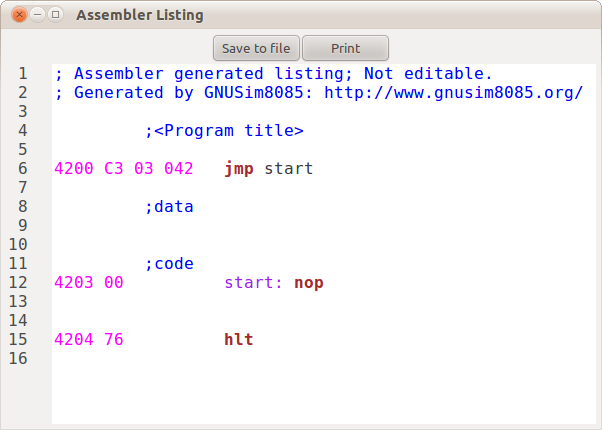 Assembler Listing
Save to file Print
1 ; Assembler generated listing; Not editable.
2 ; Generated by GNUSim8085: http://www.gnusim8085.org/
3
4 ;<Program title>
5
6 4200 C3 03 042 jmp start
7
8 ;data
9
10
11 ;code
12 4203 00 start: nop
13
14
15 4204 76 hlt
16